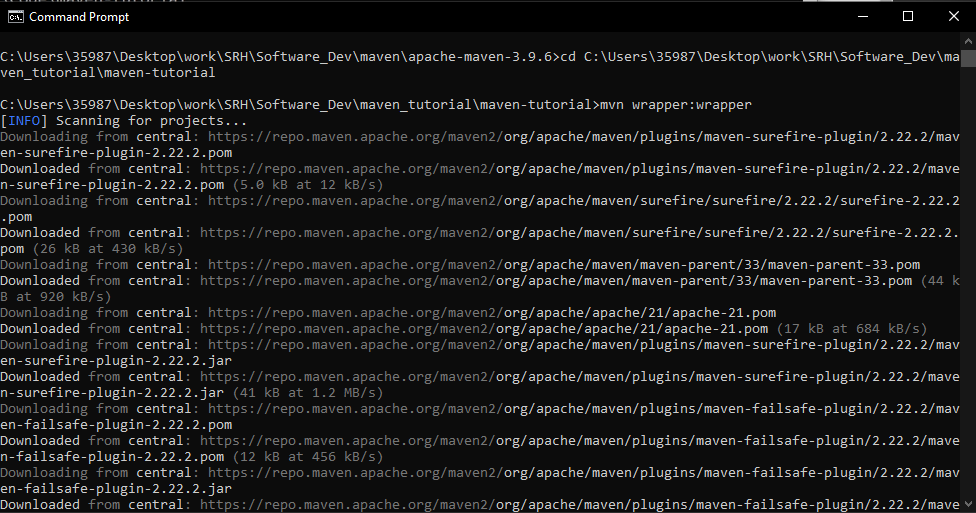 Command Prompt
C:\Users\35987\Desktop\work\SRH\Software_Dev\maven\apache-maven-3.9.6>cd C:\Users\35987\Desktop\work\SRH\Software_Dev\ma
ven_tutorial\maven-tutorial
C:\Users\35987\Desktop\work\SRH\Software_Dev\maven_tutorial\maven-tutorial>mvn wrapper:wrapper
[INFO] Scanning for projects...
Downloading from central: https://repo.maven.apache.org/maven2/org/apache/maven/plugins/maven-surefire-plugin/2.22.2/mav
en-surefire-plugin-2.22.2.pom
Downloaded from central: https://repo.maven.apache.org/maven2/org/apache/maven/plugins/maven-surefire-plugin/2.22.2/mave
n-surefire-plugin-2.22.2.pom (5.0 kB at 12 kB/s)
Downloading from central: https://repo.maven.apache.org/maven2/org/apache/maven/surefire/surefire/2.22.2/surefire-2.22.2
.pom
Downloaded from central: https://repo.maven.apache.org/maven2/org/apache/maven/surefire/surefire/2.22.2/surefire-2.22.2.
pom (26 kB at 430 kB/s)
Downloading from central: https://repo.maven.apache.org/maven2/org/apache/maven/maven-parent/33/maven-parent-33.pom
Downloaded from central: https://repo.maven.apache.org/maven2/org/apache/maven/maven-parent/33/maven-parent-33.pom (44 k
B at 920 kB/s)
Downloading from central: https://repo.maven.apache.org/maven2/org/apache/apache/21/apache-21.pom
Downloaded from central: https://repo.maven.apache.org/maven2/org/apache/apache/21/apache-21.pom (17 kB at 684 kB/s)
Downloading from central: https://repo.maven.apache.org/maven2/org/apache/maven/plugins/maven-surefire-plugin/2.22.2/mav
en-surefire-plugin-2.22.2.jar
Downloaded from central: https://repo.maven.apache.org/maven2/org/apache/maven/plugins/maven-surefire-plugin/2.22.2/mave
n-surefire-plugin-2.22.2.jar (41 kB at 1.2 MB/s)
Downloading from central: https://repo.maven.apache.org/maven2/org/apache/maven/plugins/maven-failsafe-plugin/2.22.2/mav
en-failsafe-plugin-2.22.2.pom
Downloaded from central: https://repo.maven.apache.org/maven2/org/apache/maven/plugins/maven-failsafe-plugin/2.22.2/mave
n-failsafe-plugin-2.22.2.pom (12 kB at 456 kB/s)
Downloading from central: https://repo.maven.apache.org/maven2/org/apache/maven/plugins/maven-failsafe-plugin/2.22.2/mav
en-failsafe-plugin-2.22.2.jar
Downloaded from central: https://repo.maven.apache.org/maven2/org/apache/maven/plugins/maven-failsafe-plugin/2.22.2/mave